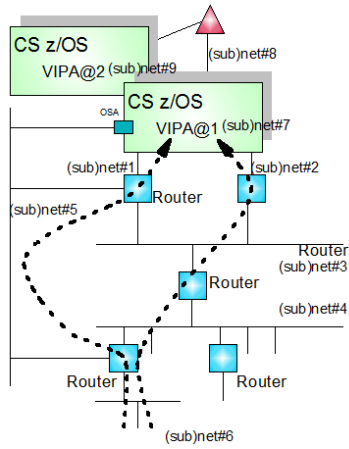 CS z/OS
(sub)net#8
VIPA@2
(sub)net#9
CS z/OS
OSA
VIPA@1
(sub)net#7
(sub)net#1
(sub)net#2
Router
(sub)net#5
Router
(sub)net#3
Router
(sub)net#4
Router
Router
(sub)net#6